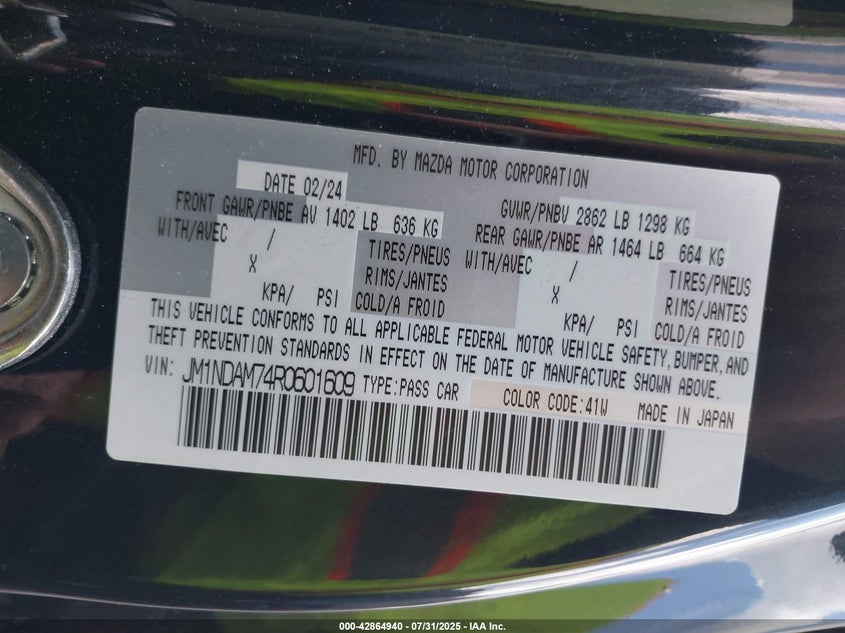 MFD. BY MAZDA MOTOR CORPORATION
DATE 02/24 GVWR/PNBV 2862 LB 1298 KG
FRONT GAWR/PNBE AV 1402 LB 636 KG REAR GAWR/PNBE AR 1464 LB 664 KG
WITH/AVEC / TIRES/PNEUS WITH/AVEC / TIRES/PNEUS
X RIMS/JANTES X RIMS/JANTES
KPA/ PSI COLD/A FROID KPA/ PSI COLD/A FROID
THIS VEHICLE CONFORMS TO ALL APPLICABLE FEDERAL MOTOR VEHICLE SAFETY, BUMPER, AND
THEFT PREVENTION STANDARDS IN EFFECT ON THE DATE OF MANUFACTURE SHOWN ABOVE.
VIN: JM1NDAM74R0601609 TYPE:PASS CAR COLOR CODE:41W MADE IN JAPAN
000-42864940 - 07/31/2025 - IAA Inc.